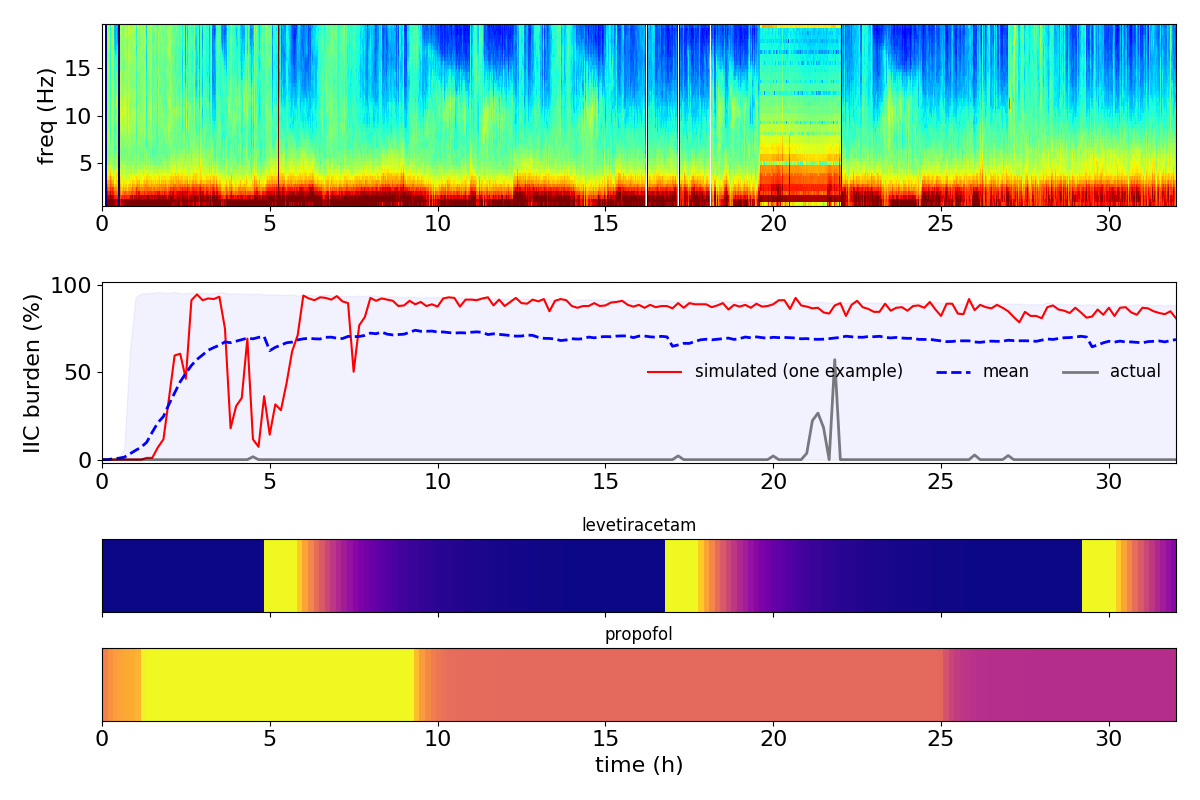 freq (Hz)
15
10
5
0 5 10 15 20 25 30
IIC burden (%)
100
50
0
simulated (one example) mean actual
0 5 10 15 20 25 30
levetiracetam
propofol
0 5 10 15 20 25 30
time (h)